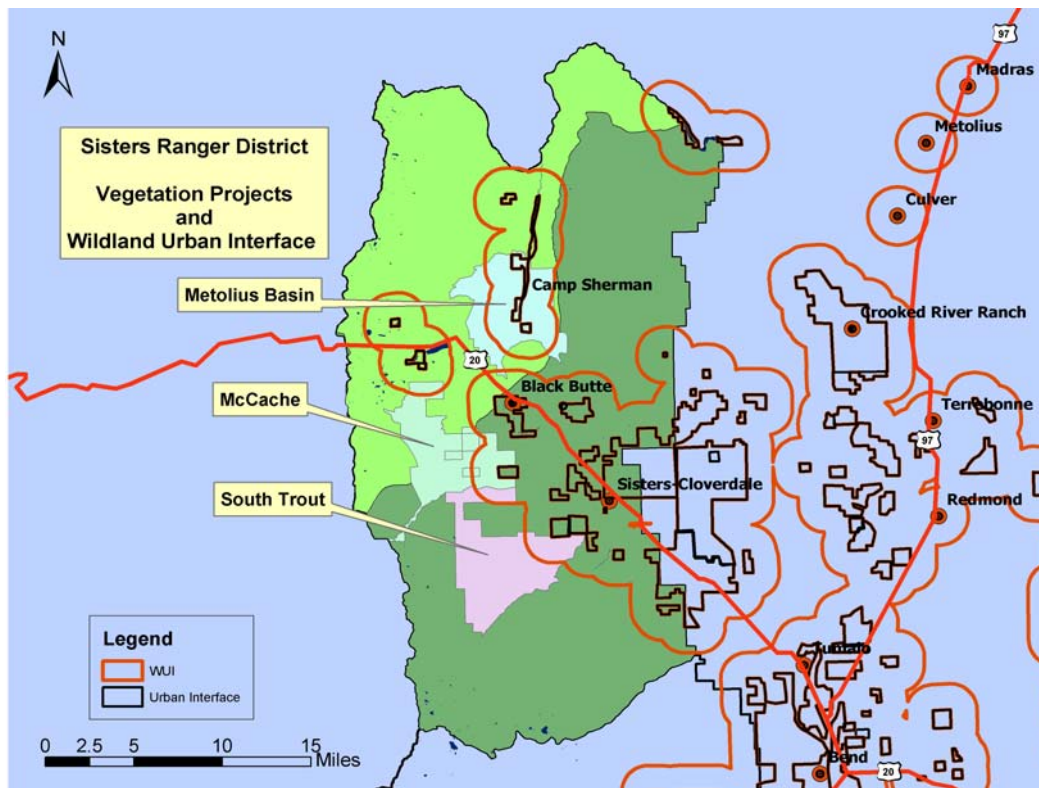 N
97
Madras
Metolius
Culver
Sisters Ranger District
Vegetation Projects
and
Wildland Urban Interface
Metolius Basin
Camp Sherman
Crooked River Ranch
20
Black Butte
McCache
Terrebonne
97
South Trout
Sisters-Cloverdale
Redmond
Legend
WUI
Urban Interface
Tumalo
0 2.5 5 10 15
Miles
Bend
20